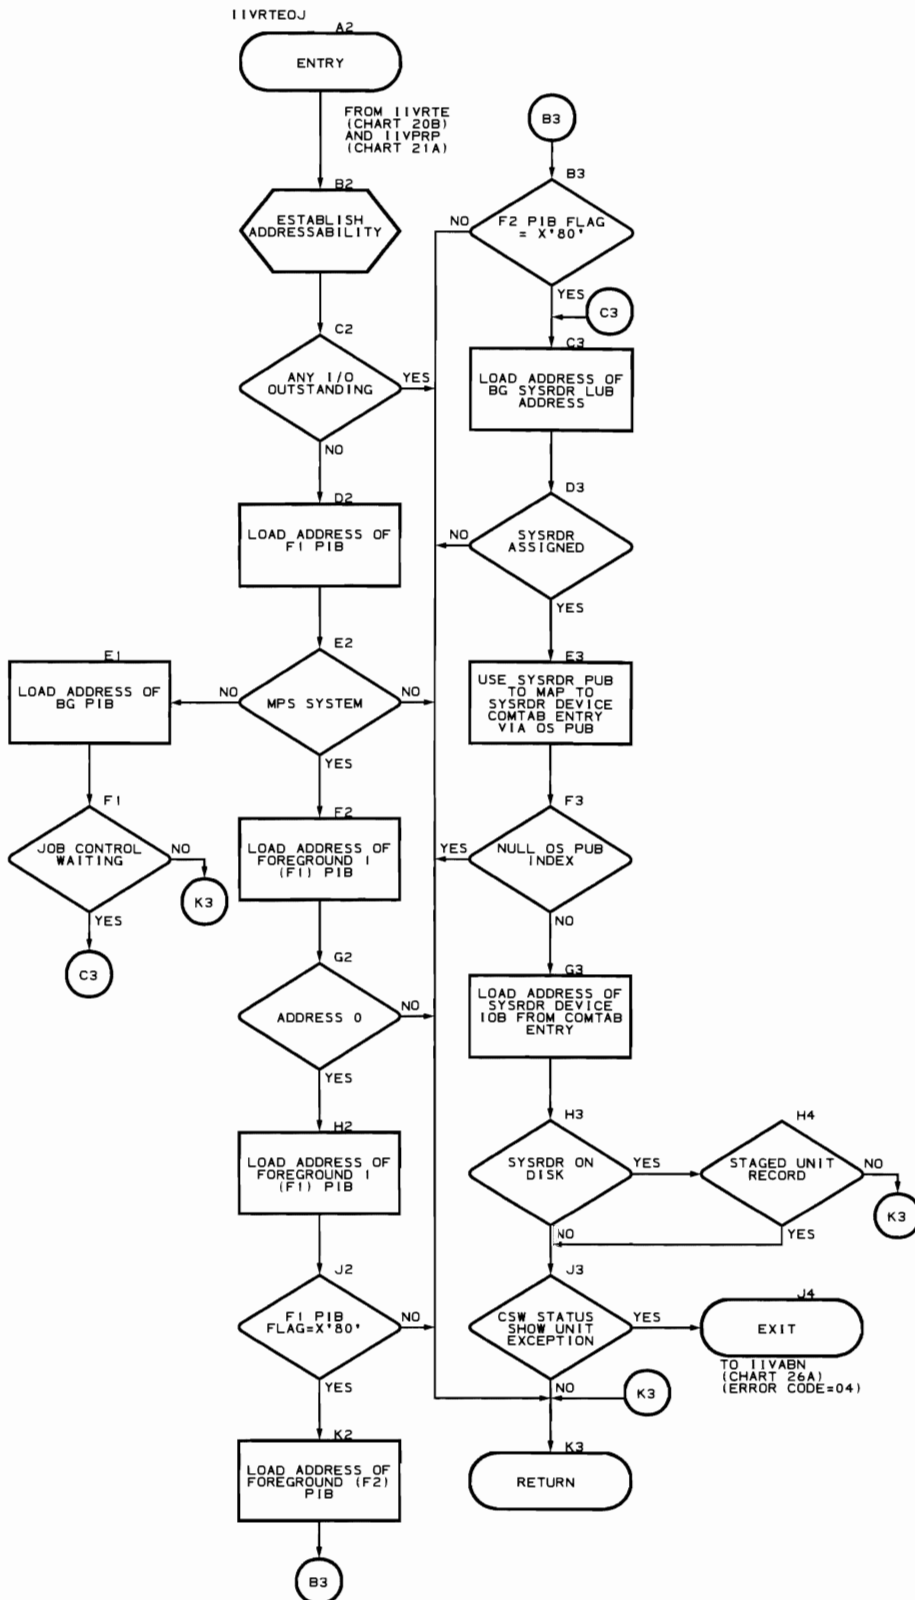 IIVRTEOJ
A2
ENTRY
FROM IIVRTE
(CHART 20B)
AND IIVPRP
(CHART 21A)
B2
ESTABLISH
ADDRESSABILITY
C2
ANY I/O
OUTSTANDING
YES
NO
D2
LOAD ADDRESS OF
F1 PIB
E2
MPS SYSTEM
NO
NO
YES
E1
LOAD ADDRESS OF
BG PIB
F1
JOB CONTROL
WAITING
NO
K3
YES
C3
F2
LOAD ADDRESS OF
FOREGROUND 1
(F1) PIB
G2
ADDRESS 0
NO
YES
H2
LOAD ADDRESS OF
FOREGROUND 1
(F1) PIB
J2
F1 PIB
FLAG=X'80'
NO
YES
K2
LOAD ADDRESS OF
FOREGROUND (F2)
PIB
B3
B3
B3
F2 PIB FLAG
= X'80'
NO
YES
C3
C3
LOAD ADDRESS OF
BG SYSRDR LUB
ADDRESS
D3
SYSRDR
ASSIGNED
NO
YES
E3
USE SYSRDR PUB
TO MAP TO
SYSRDR DEVICE
COMTAB ENTRY
VIA OS PUB
F3
NULL OS PUB
INDEX
YES
NO
G3
LOAD ADDRESS OF
SYSRDR DEVICE
IOB FROM COMTAB
ENTRY
H3
SYSRDR ON
DISK
YES
NO
H4
STAGED UNIT
RECORD
NO
K3
YES
J3
CSW STATUS
SHOW UNIT
EXCEPTION
YES
NO
J4
EXIT
TO IIVABN
(CHART 26A)
(ERROR CODE=04)
K3
K3
RETURN